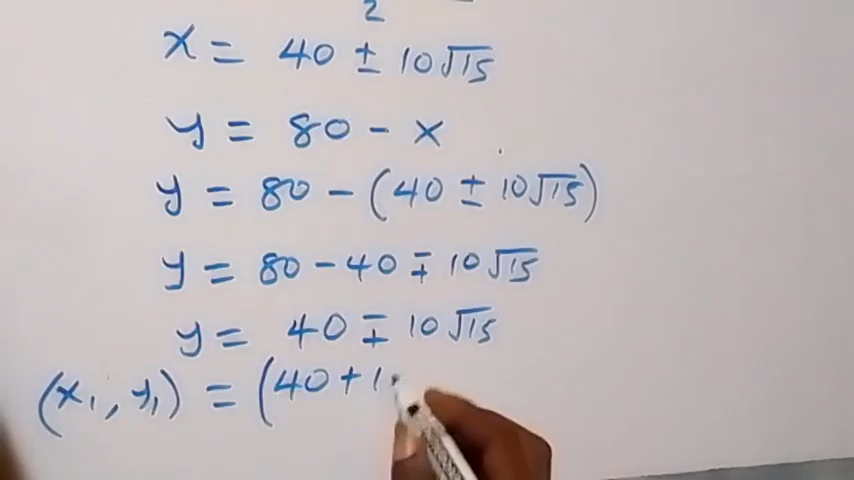 2
x = 40 ± 10√15
y = 80 - x
y = 80 - (40 ± 10√15)
y = 80 - 40 ∓ 10√15
y = 40 ∓ 10√15
(x₁, y₁) = (40 + 1